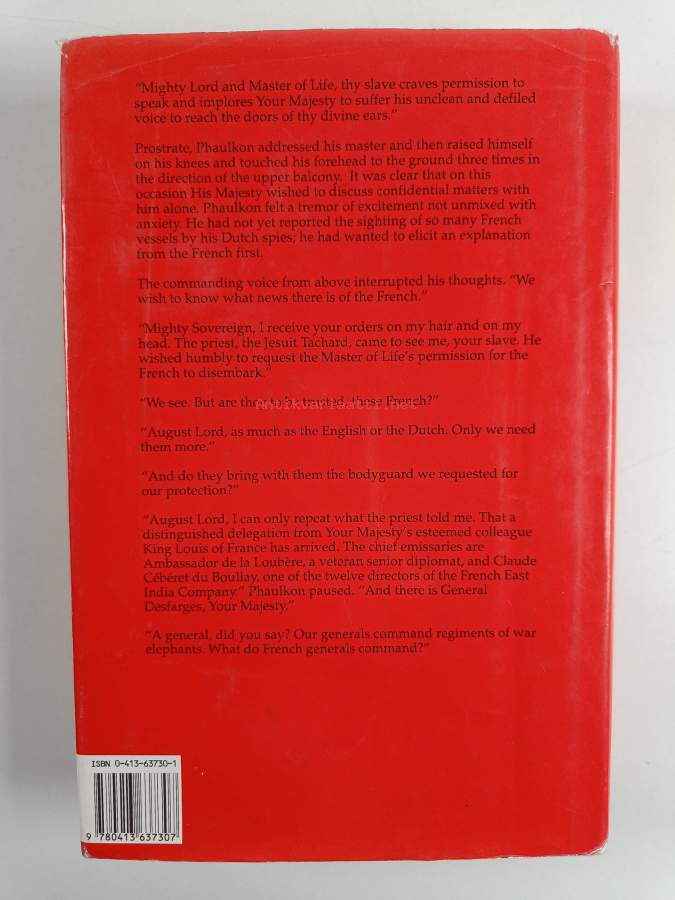 “Mighty Lord and Master of Life, thy slave craves permission to
speak and implores Your Majesty to suffer his unclean and defiled
voice to reach the doors of thy divine ears.”
Prostrate, Phaulkon addressed his master and then raised himself
on his knees and touched his forehead to the ground three times in
the direction of the upper balcony. It was clear that on this
occasion His Majesty wished to discuss confidential matters with
him alone. Phaulkon felt a tremor of excitement not unmixed with
anxiety. He had not yet reported the sighting of so many French
vessels by his Dutch spies; he had wanted to elicit an explanation
from the French first.
The commanding voice from above interrupted his thoughts. “We
wish to know what news there is of the French.”
“Mighty Sovereign, I receive your orders on my hair and on my
head. The priest, the Jesuit Tachard, came to see me, your slave. He
wished humbly to request the Master of Life’s permission for the
French to disembark.”
“We see. But are they to be trusted, these French?”
“August Lord, as much as the English or the Dutch. Only we need
them more.”
“And do they bring with them the bodyguard we requested for
our protection?”
“August Lord, I can only repeat what the priest told me. That a
distinguished delegation from Your Majesty’s esteemed colleague
King Louis of France has arrived. The chief emissaries are
Ambassador de la Loubère, a veteran senior diplomat, and Claude
Cébéret du Boullay, one of the twelve directors of the French East
India Company.” Phaulkon paused. “And there is General
Desfarges, Your Majesty.”
“A general, did you say? Our generals command regiments of war
elephants. What do French generals command?”
ISBN 0-413-63730-1
9 780413 637307